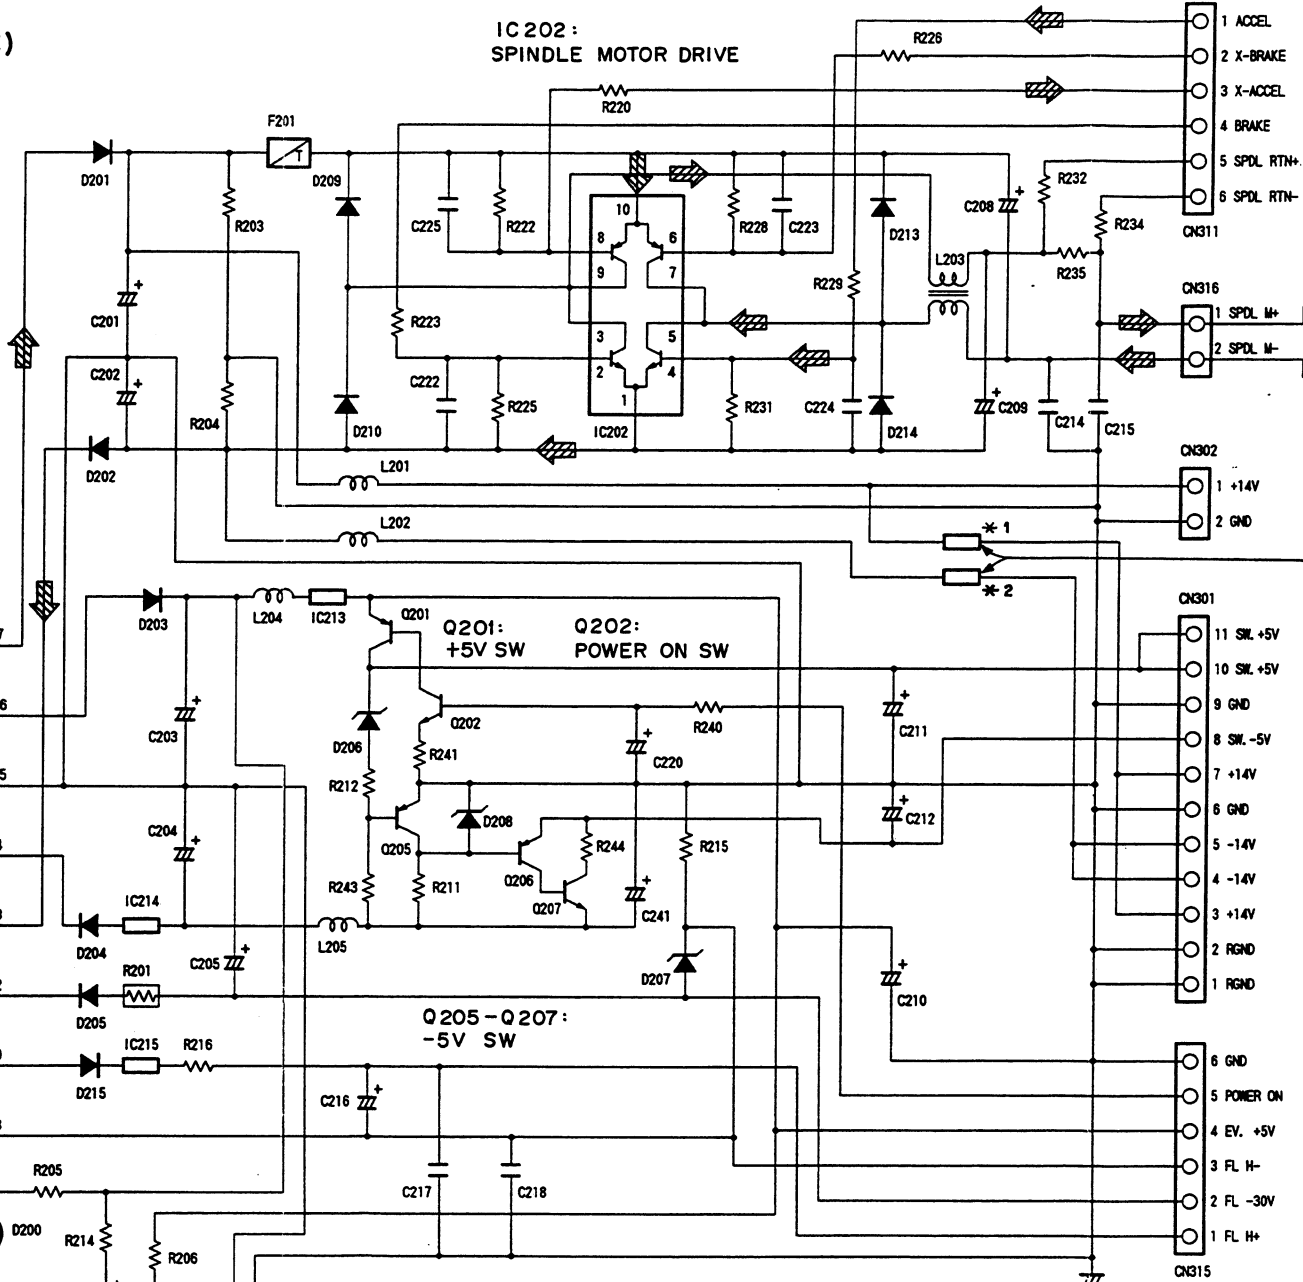 )
IC202:
SPINDLE MOTOR DRIVE
1 ACCEL
2 X-BRAKE
3 X-ACCEL
4 BRAKE
5 SPDL RTN+
6 SPDL RTN-
CN311
R226
R220
F201
T
D201
D209
R203
C225
R222
10
8
6
9
7
3
5
2
4
1
IC202
R228
C223
D213
C208
+
R232
R234
R235
L203
R229
C201
+
C202
+
R223
R204
D210
C222
R225
R231
C224
D214
C209
C214
C215
CN316
1 SPDL M+
2 SPDL M-
D202
L201
L202
CN302
1 +14V
2 GND
*1
*2
D203
L204
IC213
Q201
Q201:
+5V SW
Q202:
POWER ON SW
7
6
5
CN301
11 SW.+5V
10 SW.+5V
9 GND
8 SW.-5V
7 +14V
6 GND
5 -14V
4 -14V
3 +14V
2 RGND
1 RGND
C203
+
D206
Q202
R241
R240
C220
+
C211
+
R212
D208
C212
+
C204
+
Q205
Q206
R244
R215
R243
R211
Q207
C241
+
IC214
D204
L205
C205
+
R201
D205
D207
C210
+
Q205-Q207:
-5V SW
IC215
R216
D215
C216
+
C217
C218
6 GND
5 POWER ON
4 EV. +5V
3 FL H-
2 FL -30V
1 FL H+
CN315
R205
D200
R214
R206